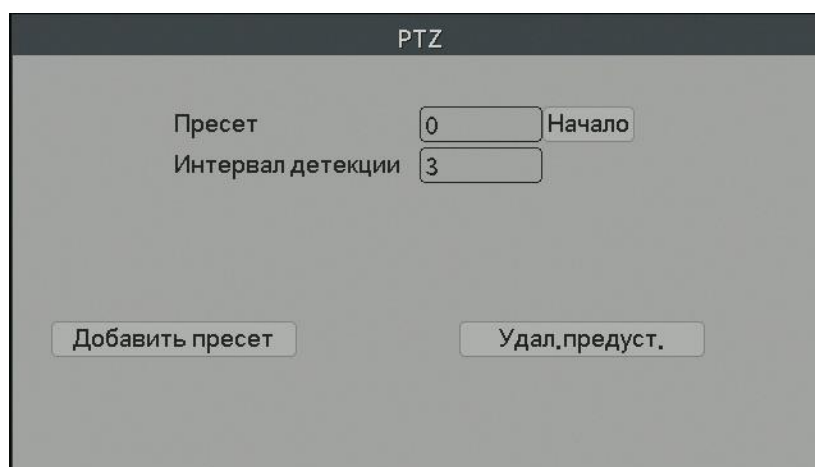 PTZ
Пресет 0 Начало
Интервал детекции 3
Добавить пресет Удал.предуст.